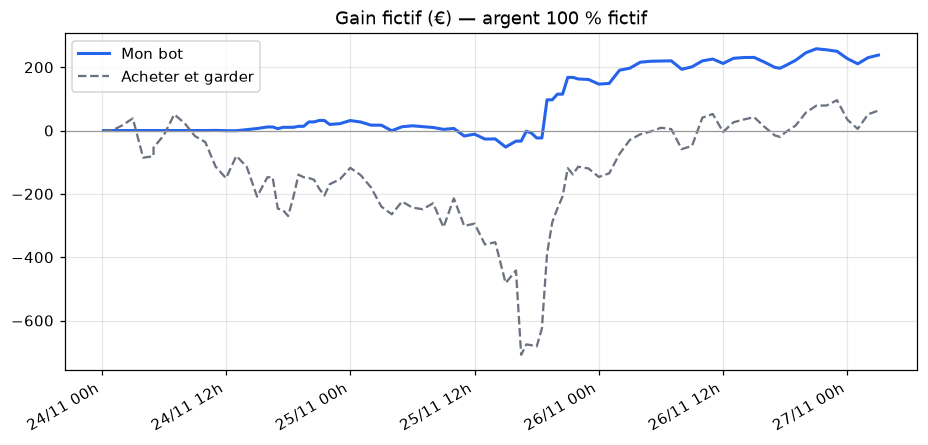 Gain fictif (€) — argent 100 % fictif
Mon bot
Acheter et garder
200
0
−200
−400
−600
24/11 00h
24/11 12h
25/11 00h
25/11 12h
26/11 00h
26/11 12h
27/11 00h